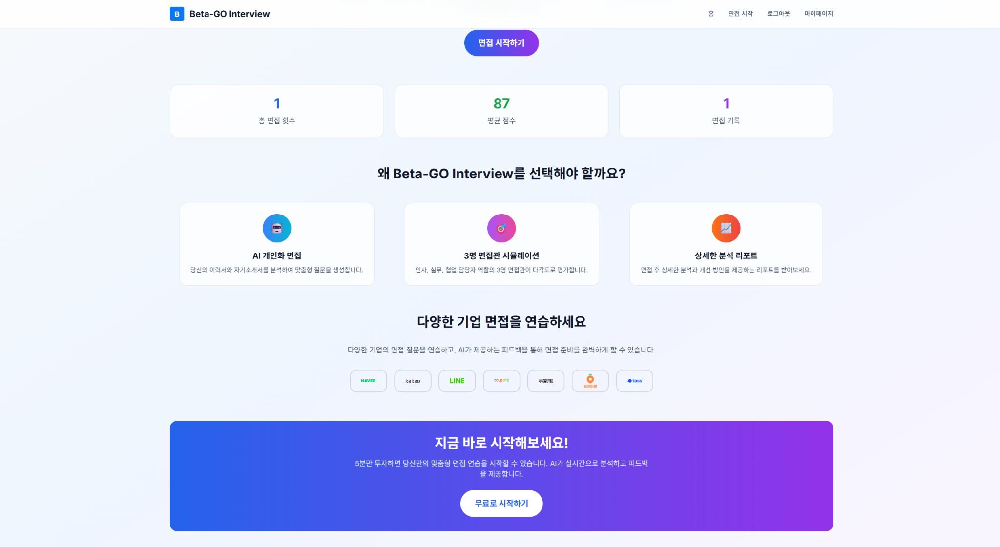 B Beta-GO Interview
홈 면접 시작 로그아웃 마이페이지
면접 시작하기
1
총 면접 횟수
87
평균 점수
1
면접 기록
왜 Beta-GO Interview를 선택해야 할까요?
AI 개인화 면접
당신의 이력서와 자기소개서를 분석하여 맞춤형 질문을 생성합니다.
3명 면접관 시뮬레이션
인사, 실무, 협업 담당자 역할의 3명 면접관이 다각도로 평가합니다.
상세한 분석 리포트
면접 후 상세한 분석과 개선 방안을 제공하는 리포트를 받아보세요.
다양한 기업 면접을 연습하세요
다양한 기업의 면접 질문을 연습하고, AI가 제공하는 피드백을 통해 면접 준비를 완벽하게 할 수 있습니다.
NAVER
kakao
LINE
coupang
당근마켓
toss
지금 바로 시작해보세요!
5분만 투자하면 당신만의 맞춤형 면접 연습을 시작할 수 있습니다. AI가 실시간으로 분석하고 피드백
을 제공합니다.
무료로 시작하기